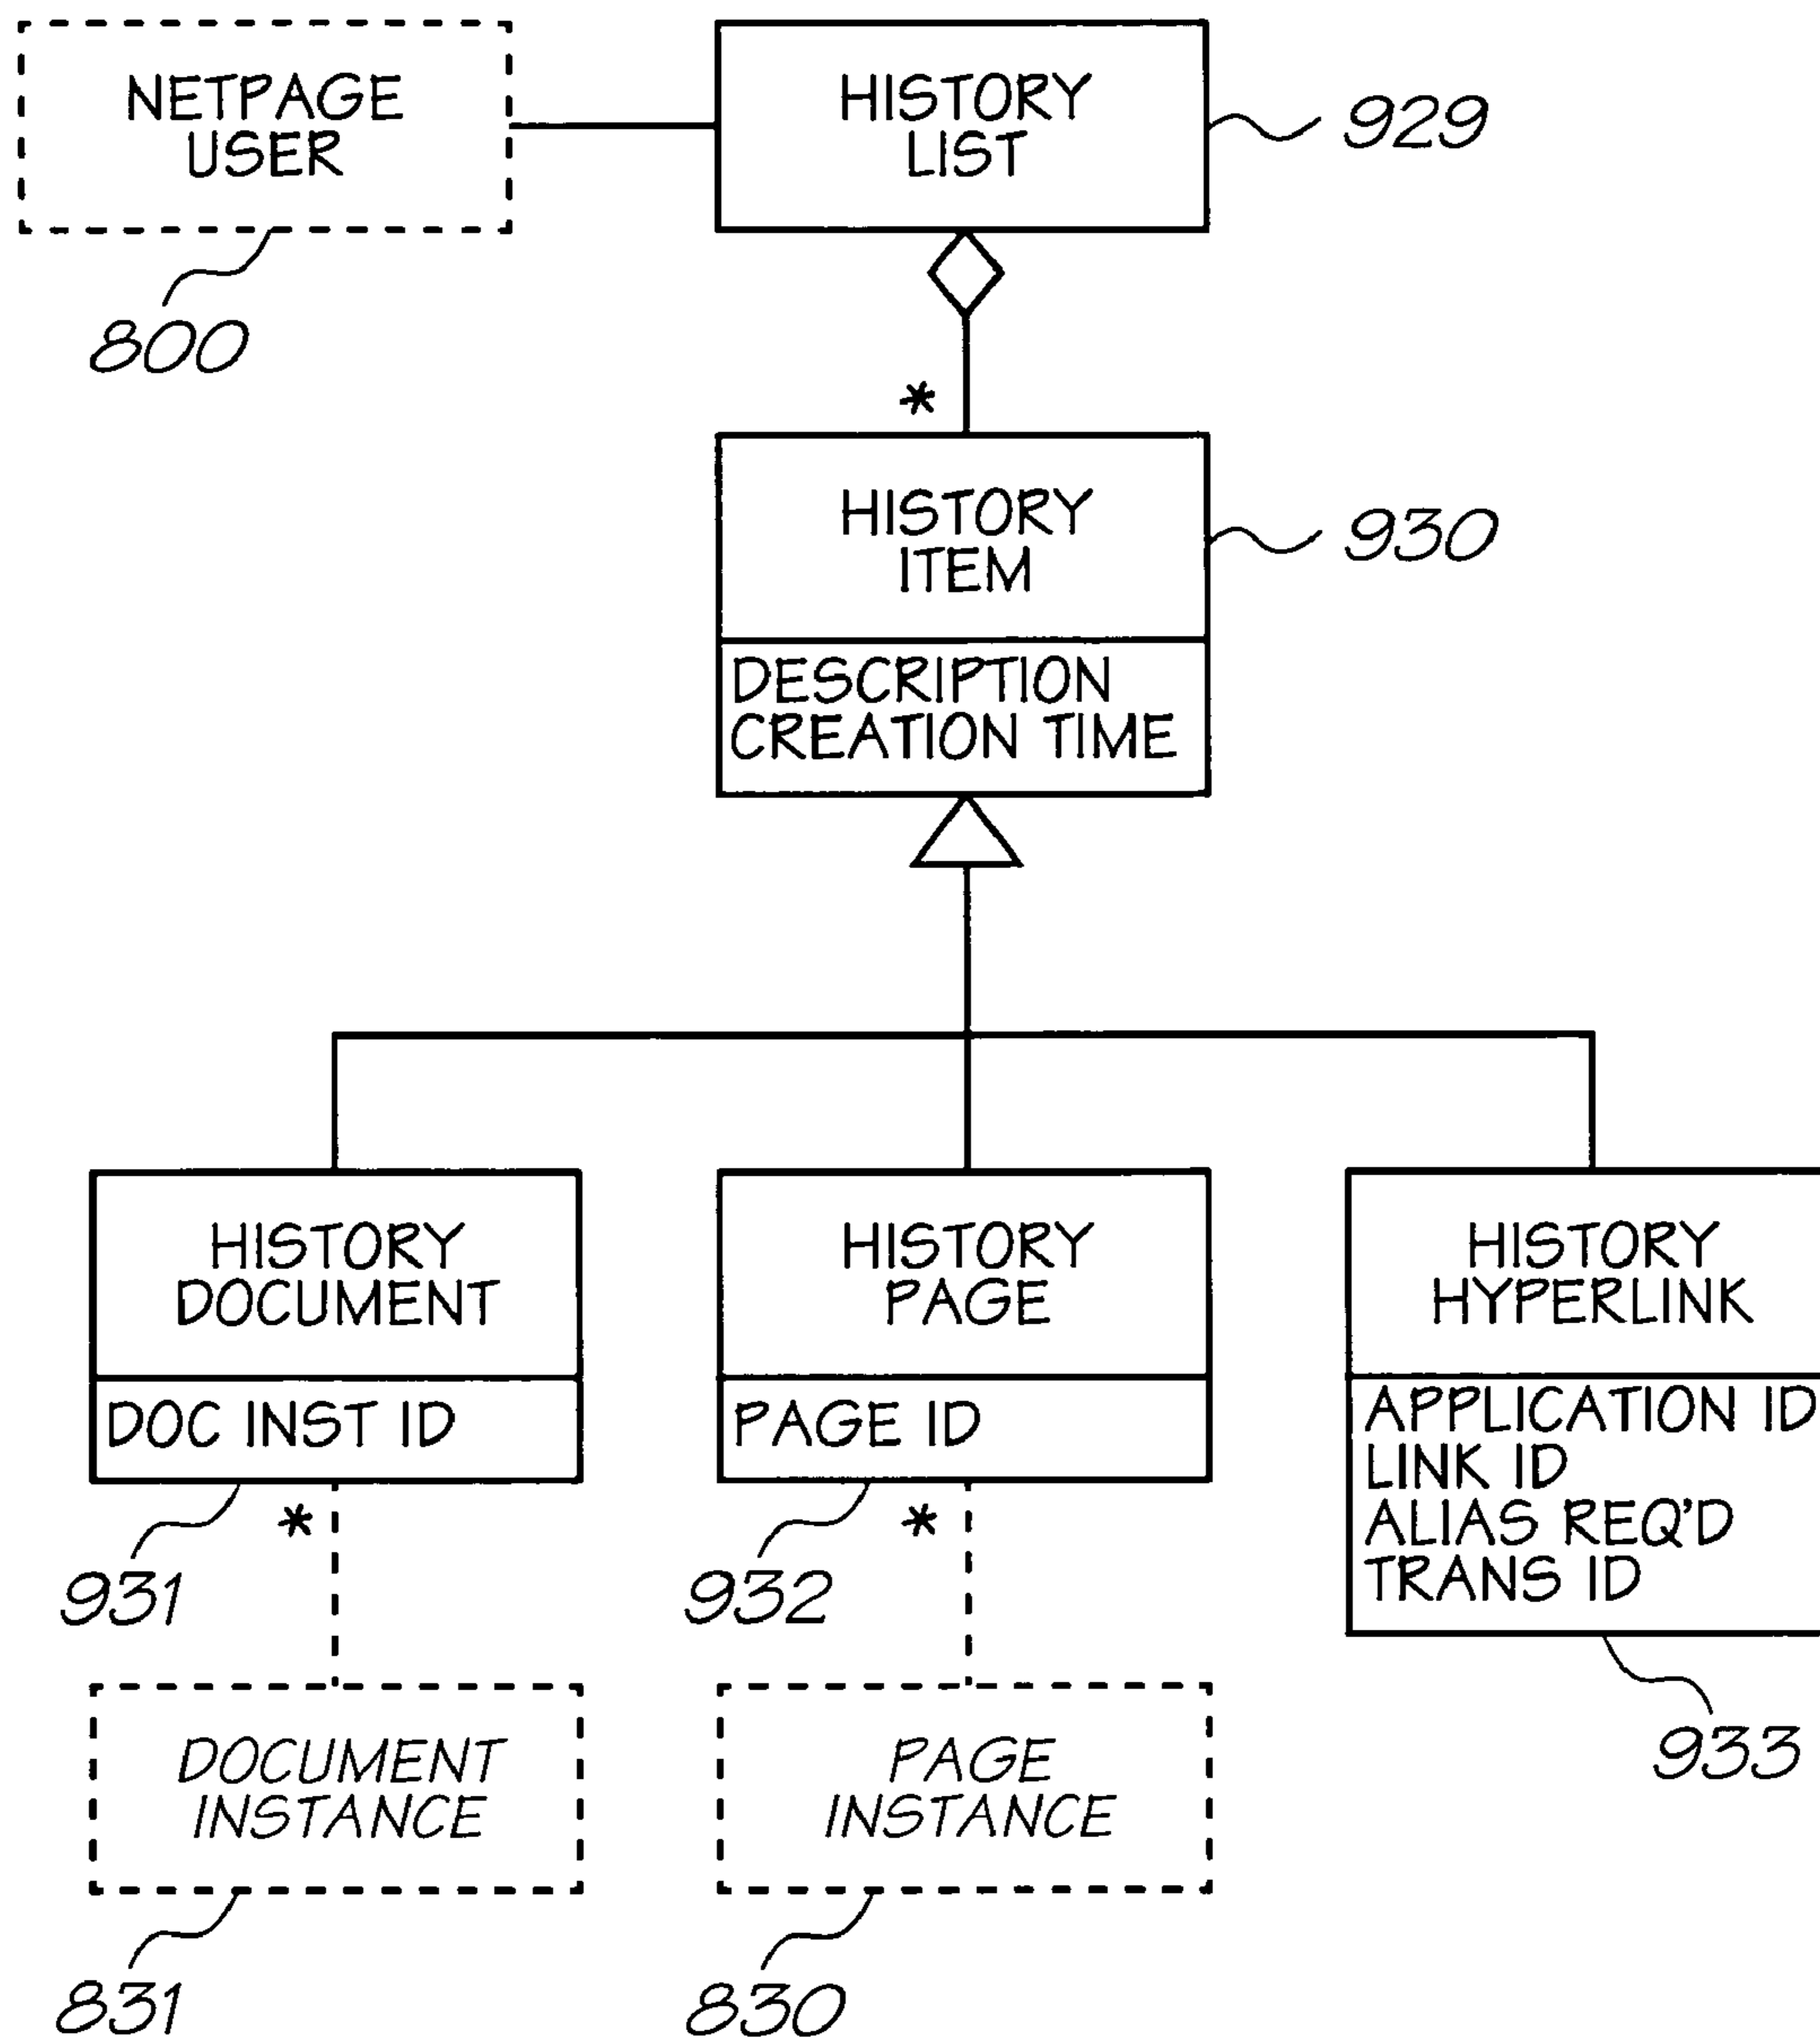 NETPAGE
USER
HISTORY
LIST
929
800
*
HISTORY
ITEM
930
DESCRIPTION
CREATION TIME
HISTORY
DOCUMENT
HISTORY
PAGE
HISTORY
HYPERLINK
DOC INST ID
PAGE ID
APPLICATION ID
LINK ID
ALIAS REQ'D
TRANS ID
*
*
931
932
933
DOCUMENT
INSTANCE
PAGE
INSTANCE
831
830